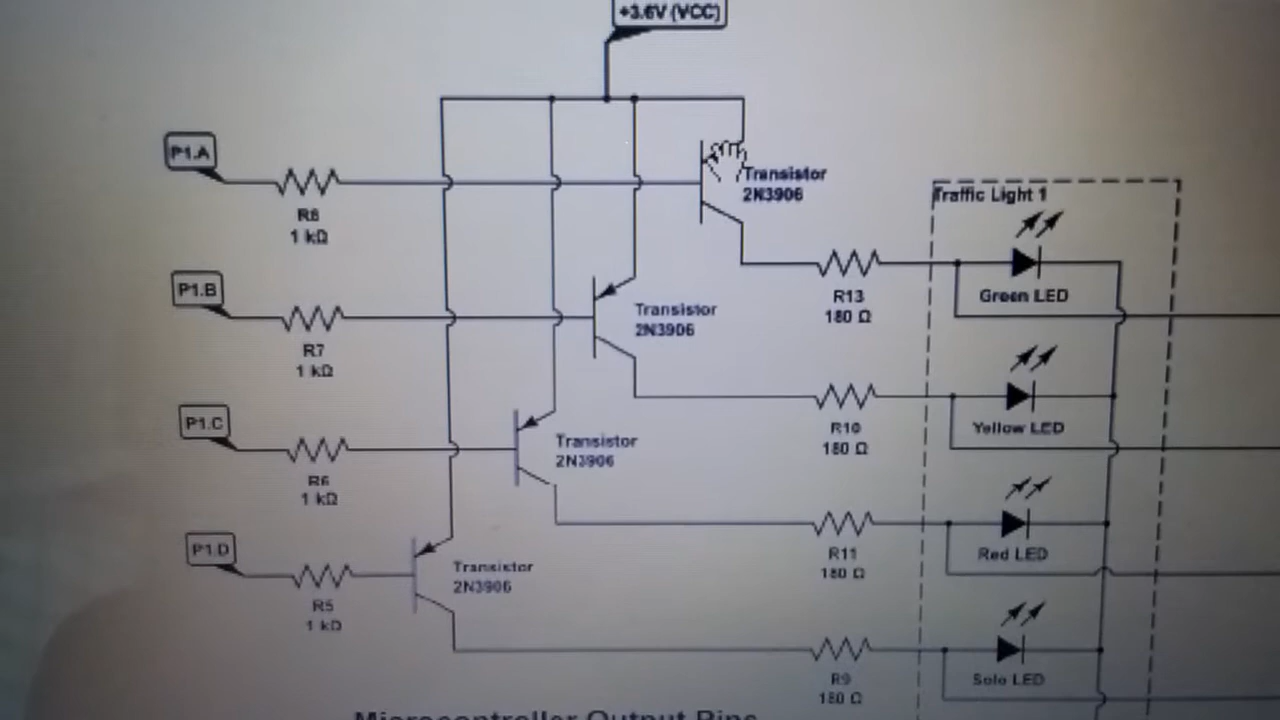 +3.6V (VCC)
P1.A
R8
1 kΩ
Transistor
2N3906
Traffic Light 1
R13
180 Ω
Green LED
P1.B
R7
1 kΩ
Transistor
2N3906
R10
180 Ω
Yellow LED
P1.C
R6
1 kΩ
Transistor
2N3906
R11
180 Ω
Red LED
P1.D
R5
1 kΩ
Transistor
2N3906
R9
180 Ω
Solo LED
Microcontroller Output Pins